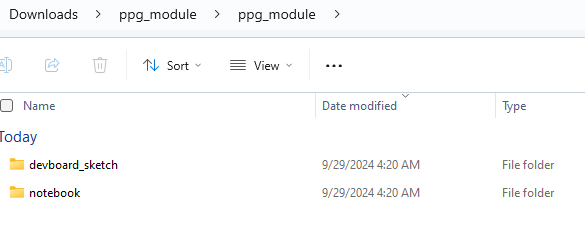 Downloads > ppg_module > ppg_module >
Sort View ...
Name Date modified Type
Today
devboard_sketch 9/29/2024 4:20 AM File folder
notebook 9/29/2024 4:20 AM File folder